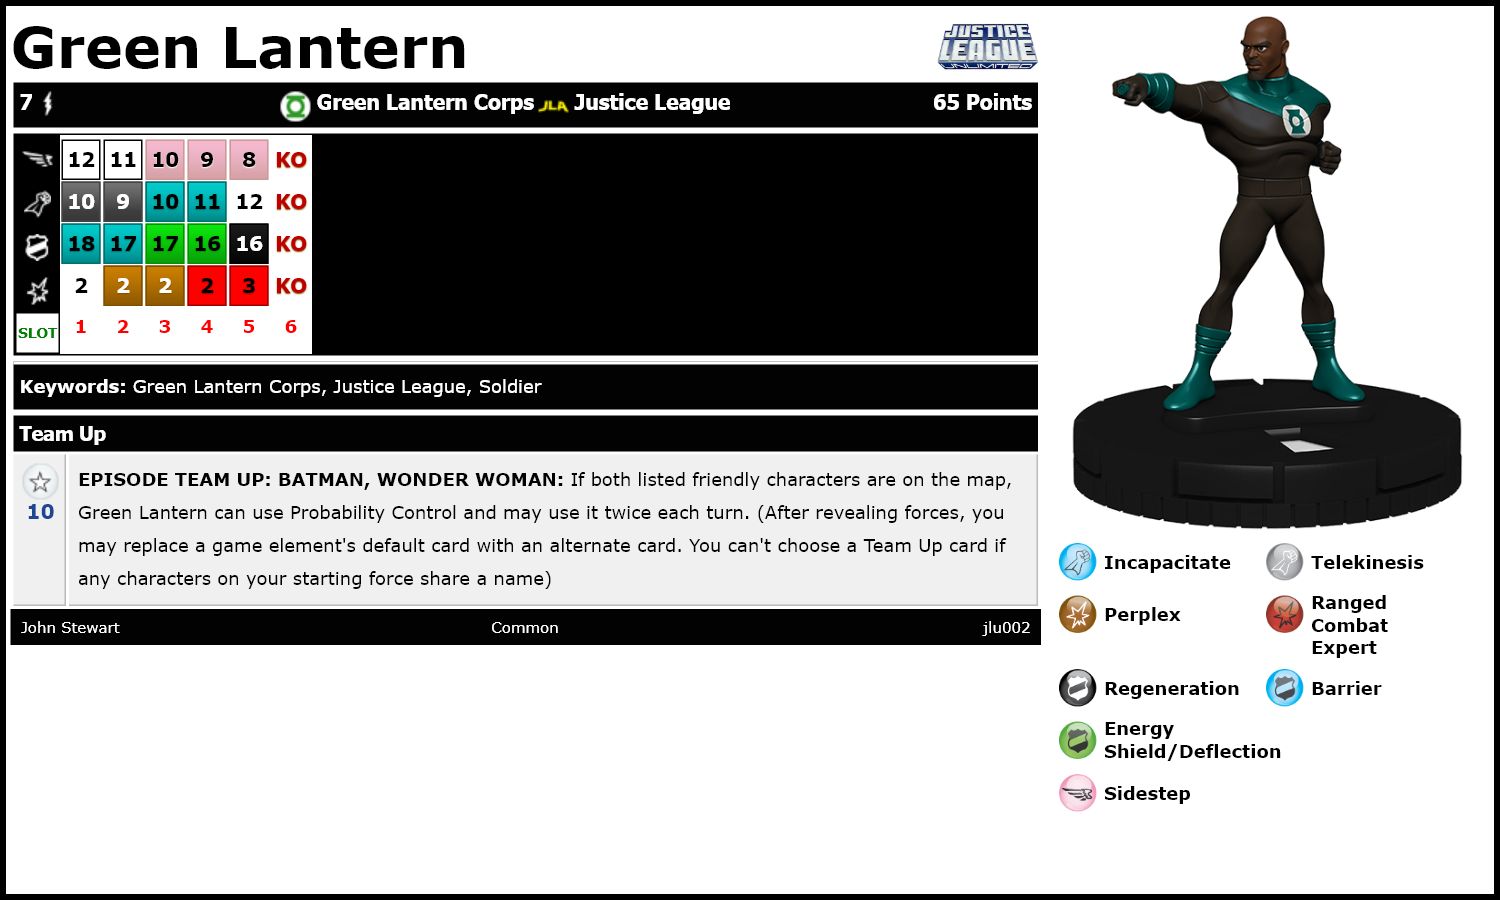 Green Lantern
JUSTICE
LEAGUE
UNLIMITED
7 Green Lantern Corps JLA Justice League 65 Points
12 11 10 9 8 KO
10 9 10 11 12 KO
18 17 17 16 16 KO
2 2 2 2 3 KO
SLOT 1 2 3 4 5 6
Keywords: Green Lantern Corps, Justice League, Soldier
Team Up
10
EPISODE TEAM UP: BATMAN, WONDER WOMAN: If both listed friendly characters are on the map,
Green Lantern can use Probability Control and may use it twice each turn. (After revealing forces, you
may replace a game element's default card with an alternate card. You can't choose a Team Up card if
any characters on your starting force share a name)
John Stewart Common jlu002
Incapacitate Telekinesis
Perplex Ranged
Combat
Expert
Regeneration Barrier
Energy
Shield/Deflection
Sidestep